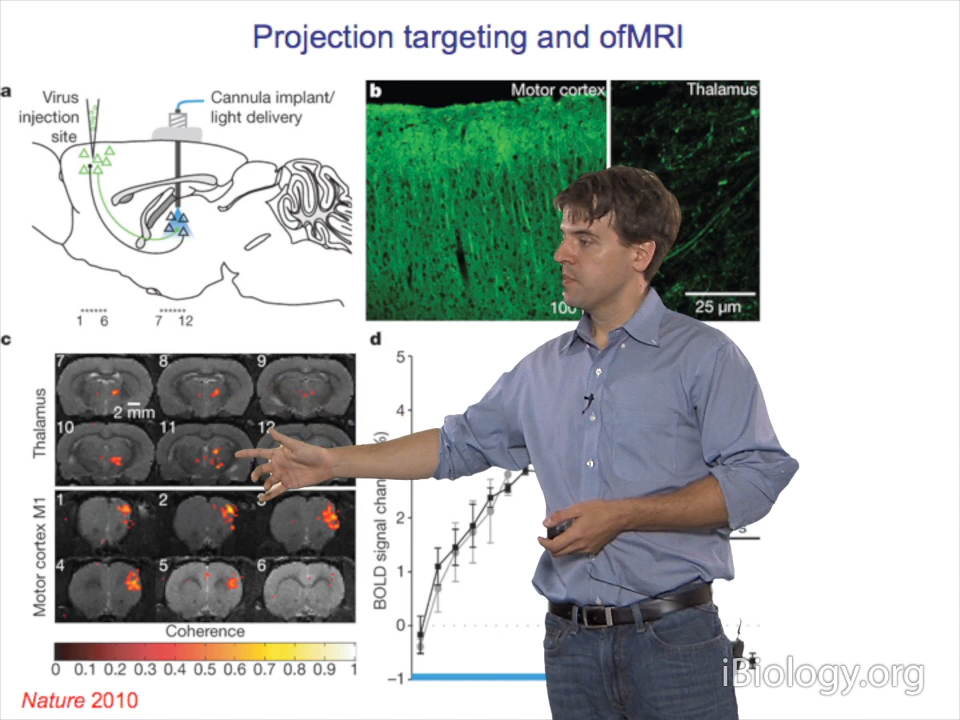 Projection targeting and ofMRI
a
Virus
injection
site
Cannula implant/
light delivery
1 6 7 12
b
Motor cortex
Thalamus
100
25 µm
c
Thalamus
7 8 9
2 mm
10 11 12
Motor cortex M1
1 2 3
4 5 6
Coherence
0 0.1 0.2 0.3 0.4 0.5 0.6 0.7 0.8 0.9 1
d
BOLD signal chan
%)
5
4
2
1
0
–1
Nature 2010
iBiology.org